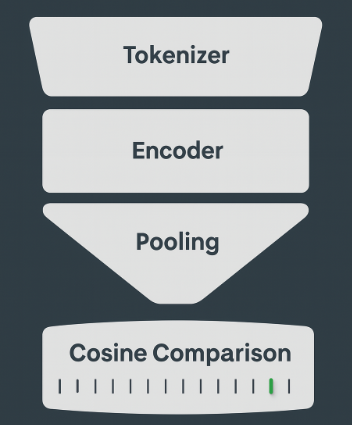 Tokenizer
Encoder
Pooling
Cosine Comparison